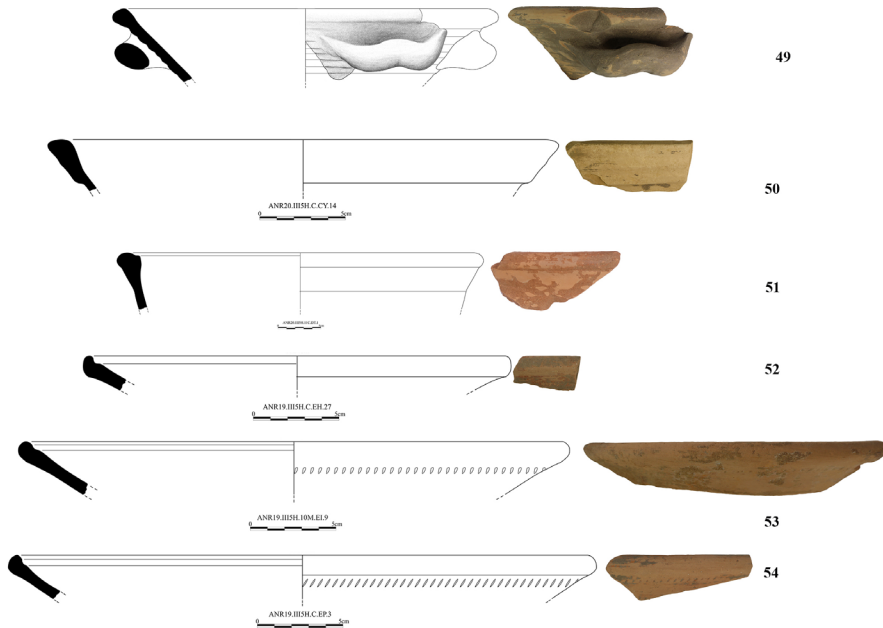 49
50
ANR20.III5H.C.CY.14
0 5cm
51
52
ANR19.III5H.C.EH.27
0 5cm
ANR19.III5H.10M.EI.9
0 5cm
53
54
ANR19.III5H.C.EP.3
0 5cm